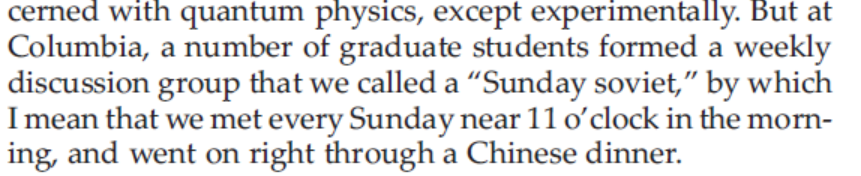 cerned with quantum physics, except experimentally. But at
Columbia, a number of graduate students formed a weekly
discussion group that we called a “Sunday soviet,” by which
I mean that we met every Sunday near 11 o’clock in the morn-
ing, and went on right through a Chinese dinner.